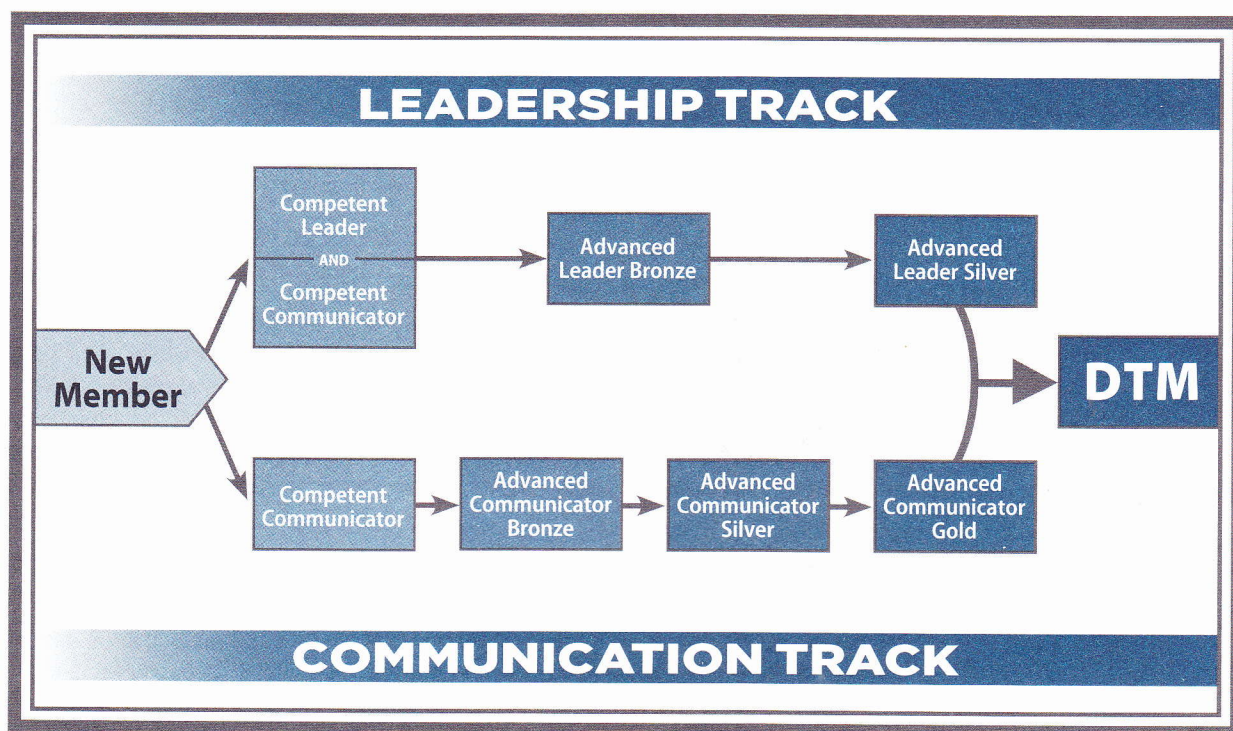 LEADERSHIP TRACK
Competent
Leader
AND
Competent
Communicator
Advanced
Leader Bronze
Advanced
Leader Silver
New
Member
DTM
Competent
Communicator
Advanced
Communicator
Bronze
Advanced
Communicator
Silver
Advanced
Communicator
Gold
COMMUNICATION TRACK